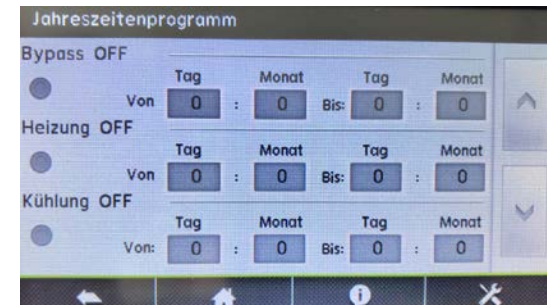 Jahreszeitenprogramm
Bypass OFF
Tag Monat Tag Monat
Von 0 : 0 Bis: 0 : 0
Heizung OFF
Tag Monat Tag Monat
Von 0 : 0 Bis: 0 : 0
Kühlung OFF
Tag Monat Tag Monat
Von: 0 : 0 Bis: 0 : 0